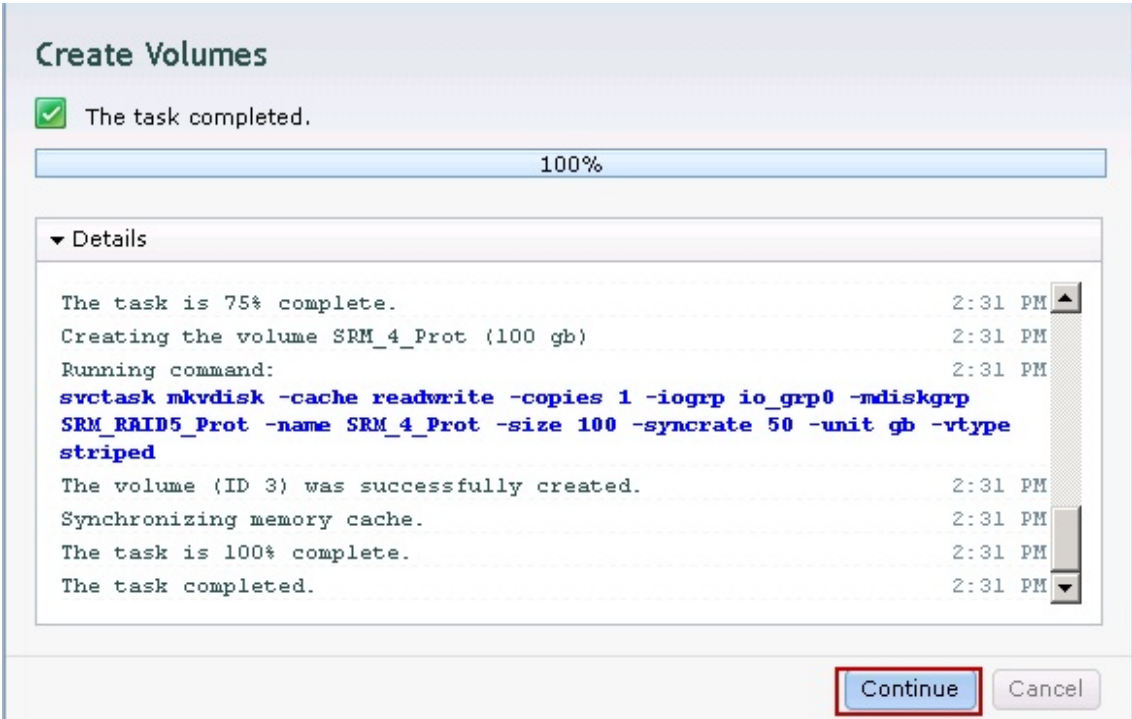 Create Volumes
The task completed.
100%
Details
The task is 75% complete. 2:31 PM
Creating the volume SRM_4_Prot (100 gb) 2:31 PM
Running command: 2:31 PM
svctask mkvdisk -cache readwrite -copies 1 -iogrp io_grp0 -mdiskgrp
SRM_RAID5_Prot -name SRM_4_Prot -size 100 -syncrate 50 -unit gb -vtype
striped
The volume (ID 3) was successfully created. 2:31 PM
Synchronizing memory cache. 2:31 PM
The task is 100% complete. 2:31 PM
The task completed. 2:31 PM
Continue Cancel